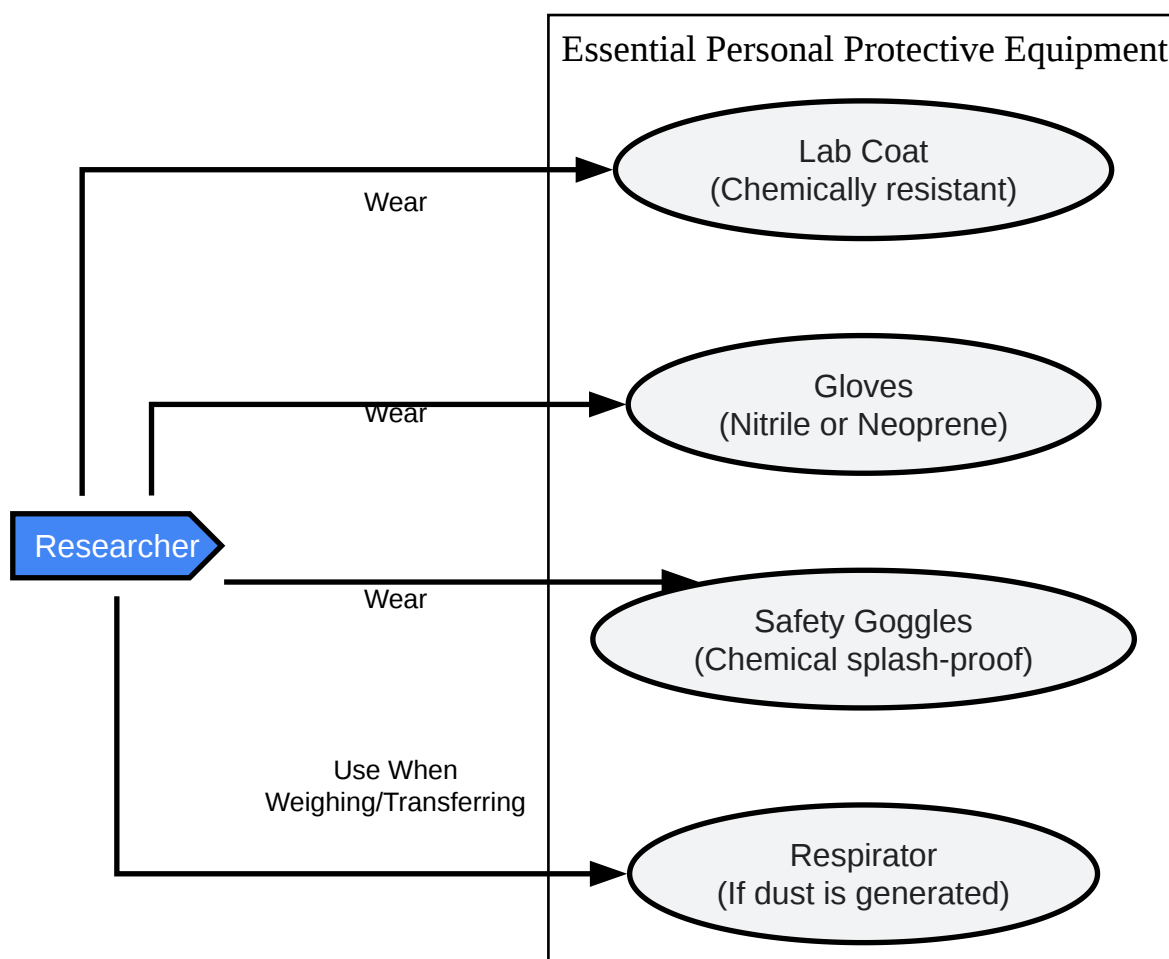 Essential Personal Protective Equipment
Lab Coat
(Chemically resistant)
Wear
Gloves
(Nitrile or Neoprene)
Wear
Researcher
Wear
Safety Goggles
(Chemical splash-proof)
Use When
Weighing/Transferring
Respirator
(If dust is generated)